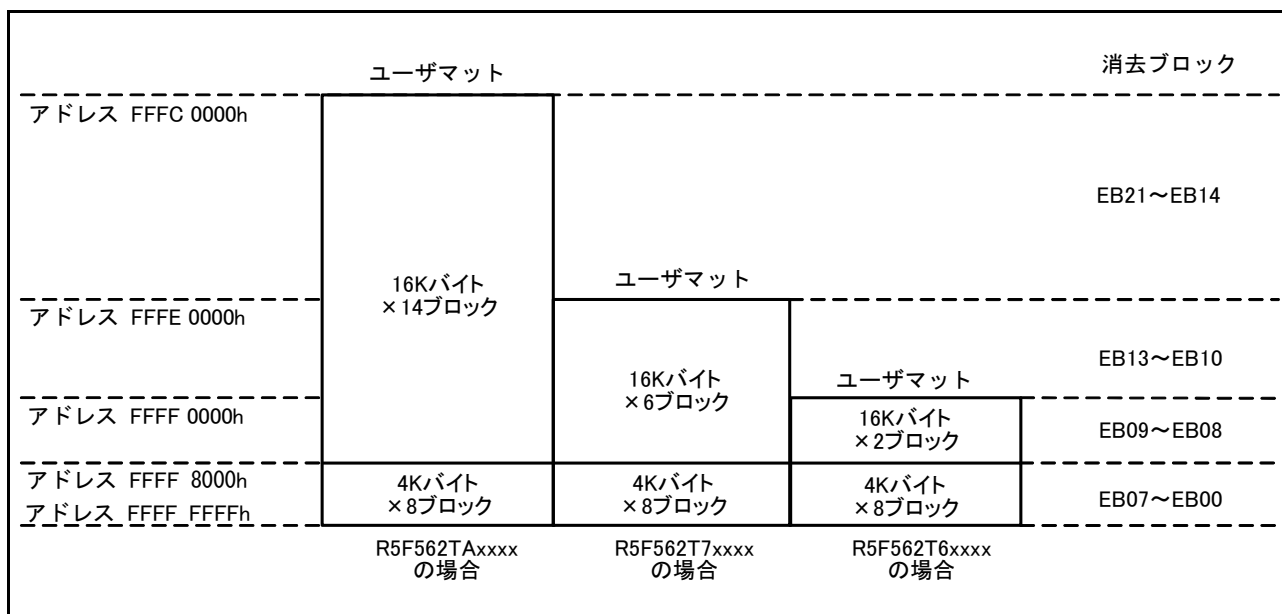 消去ブロック
ユーザマット
アドレス FFFC 0000h
EB21～EB14
16Kバイト
×14ブロック
ユーザマット
アドレス FFFE 0000h
EB13～EB10
16Kバイト
×6ブロック
ユーザマット
アドレス FFFF 0000h
16Kバイト
×2ブロック
EB09～EB08
アドレス FFFF 8000h
アドレス FFFF FFFFh
4Kバイト
×8ブロック
4Kバイト
×8ブロック
4Kバイト
×8ブロック
EB07～EB00
R5F562TAxxxx
の場合
R5F562T7xxxx
の場合
R5F562T6xxxx
の場合